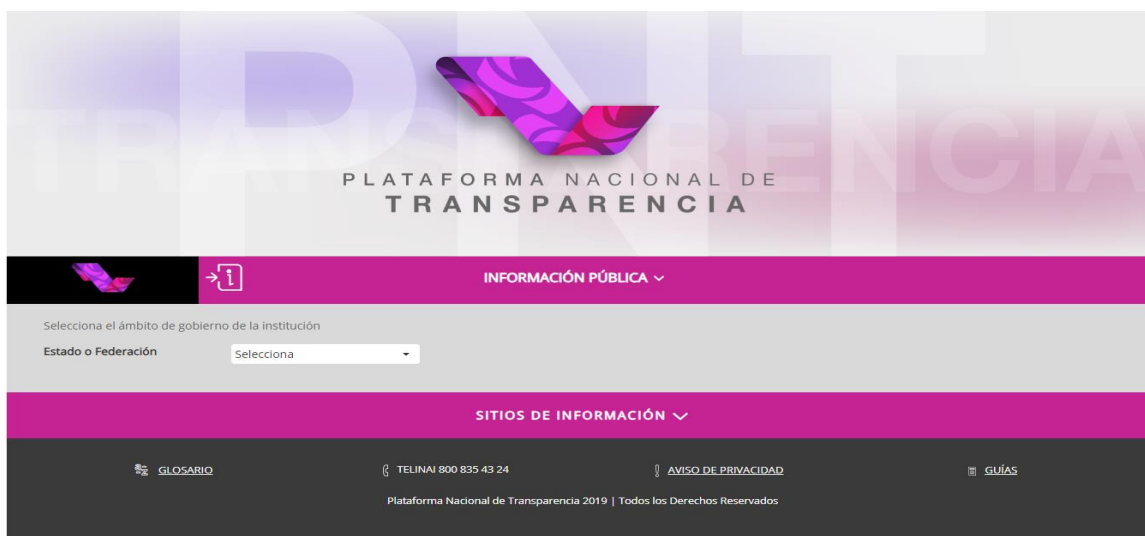 PNT
TRANSPARENCIA
PLATAFORMA NACIONAL DE
TRANSPARENCIA
INFORMACIÓN PÚBLICA
Selecciona el ámbito de gobierno de la institución
Estado o Federación Selecciona
SITIOS DE INFORMACIÓN
GLOSARIO TELINAI 800 835 43 24 AVISO DE PRIVACIDAD GUÍAS
Plataforma Nacional de Transparencia 2019 | Todos los Derechos Reservados